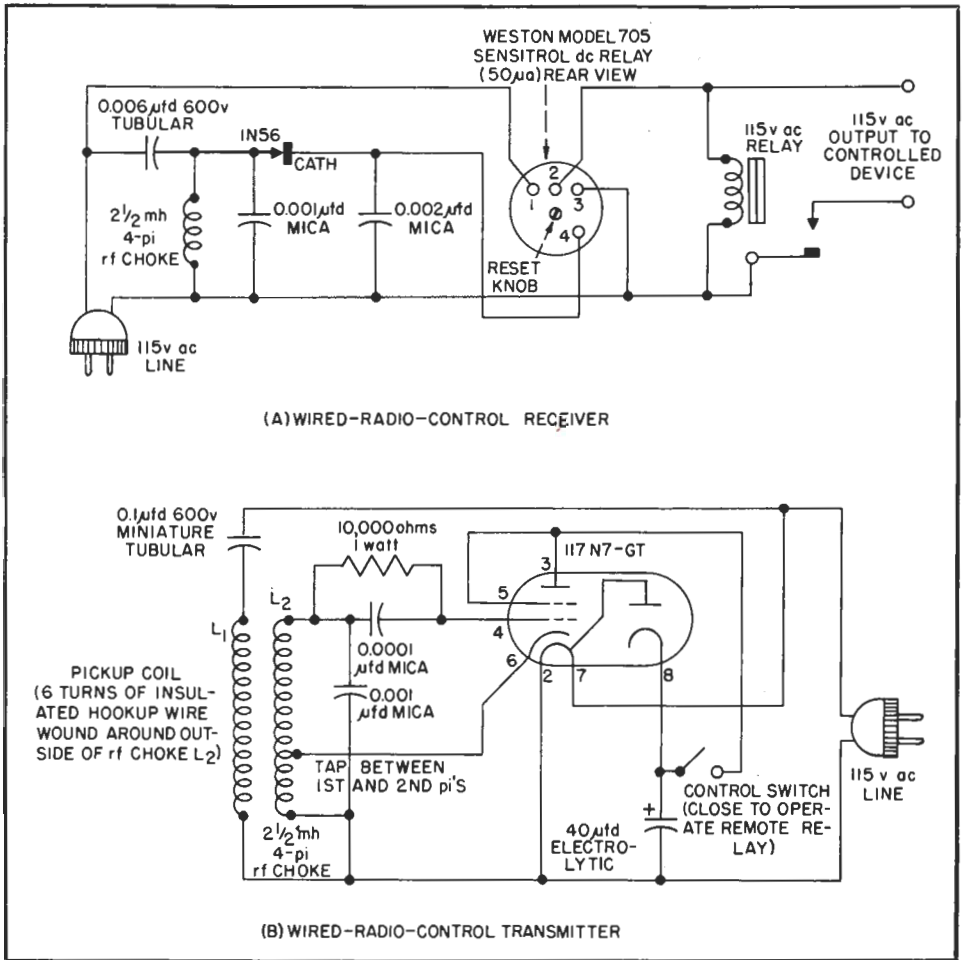 WESTON MODEL 705
SENSITROL dc RELAY
(50μa) REAR VIEW
0.006μfd 600v
TUBULAR
1N56
CATH
2 1/2 mh
4-pi
rf CHOKE
0.001μfd
MICA
0.002μfd
MICA
1
2
3
4
RESET
KNOB
115v ac
RELAY
115v ac
OUTPUT TO
CONTROLLED
DEVICE
115v ac
LINE
(A) WIRED-RADIO-CONTROL RECEIVER
0.1μfd 600v
MINIATURE
TUBULAR
10,000 ohms
1 watt
117N7-GT
3
5
4
6
2
7
8
L1
L2
0.0001
μfd MICA
0.001
μfd MICA
PICKUP COIL
(6 TURNS OF INSUL-
ATED HOOKUP WIRE
WOUND AROUND OUT-
SIDE OF rf CHOKE L2)
TAP BETWEEN
1ST AND 2ND pi'S
2 1/2 mh
4-pi
rf CHOKE
+
40μfd
ELECTRO-
LYTIC
CONTROL SWITCH
(CLOSE TO OPER-
ATE REMOTE RE-
LAY)
115 v ac
LINE
(B) WIRED-RADIO-CONTROL TRANSMITTER